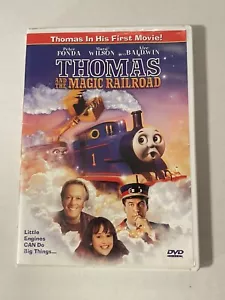 Thomas In His First Movie!
Peter FONDA Mara WILSON Alec BALDWIN
THOMAS
AND THE MAGIC RAILROAD
1
Little
Engines
CAN Do
Big Things...
DVD